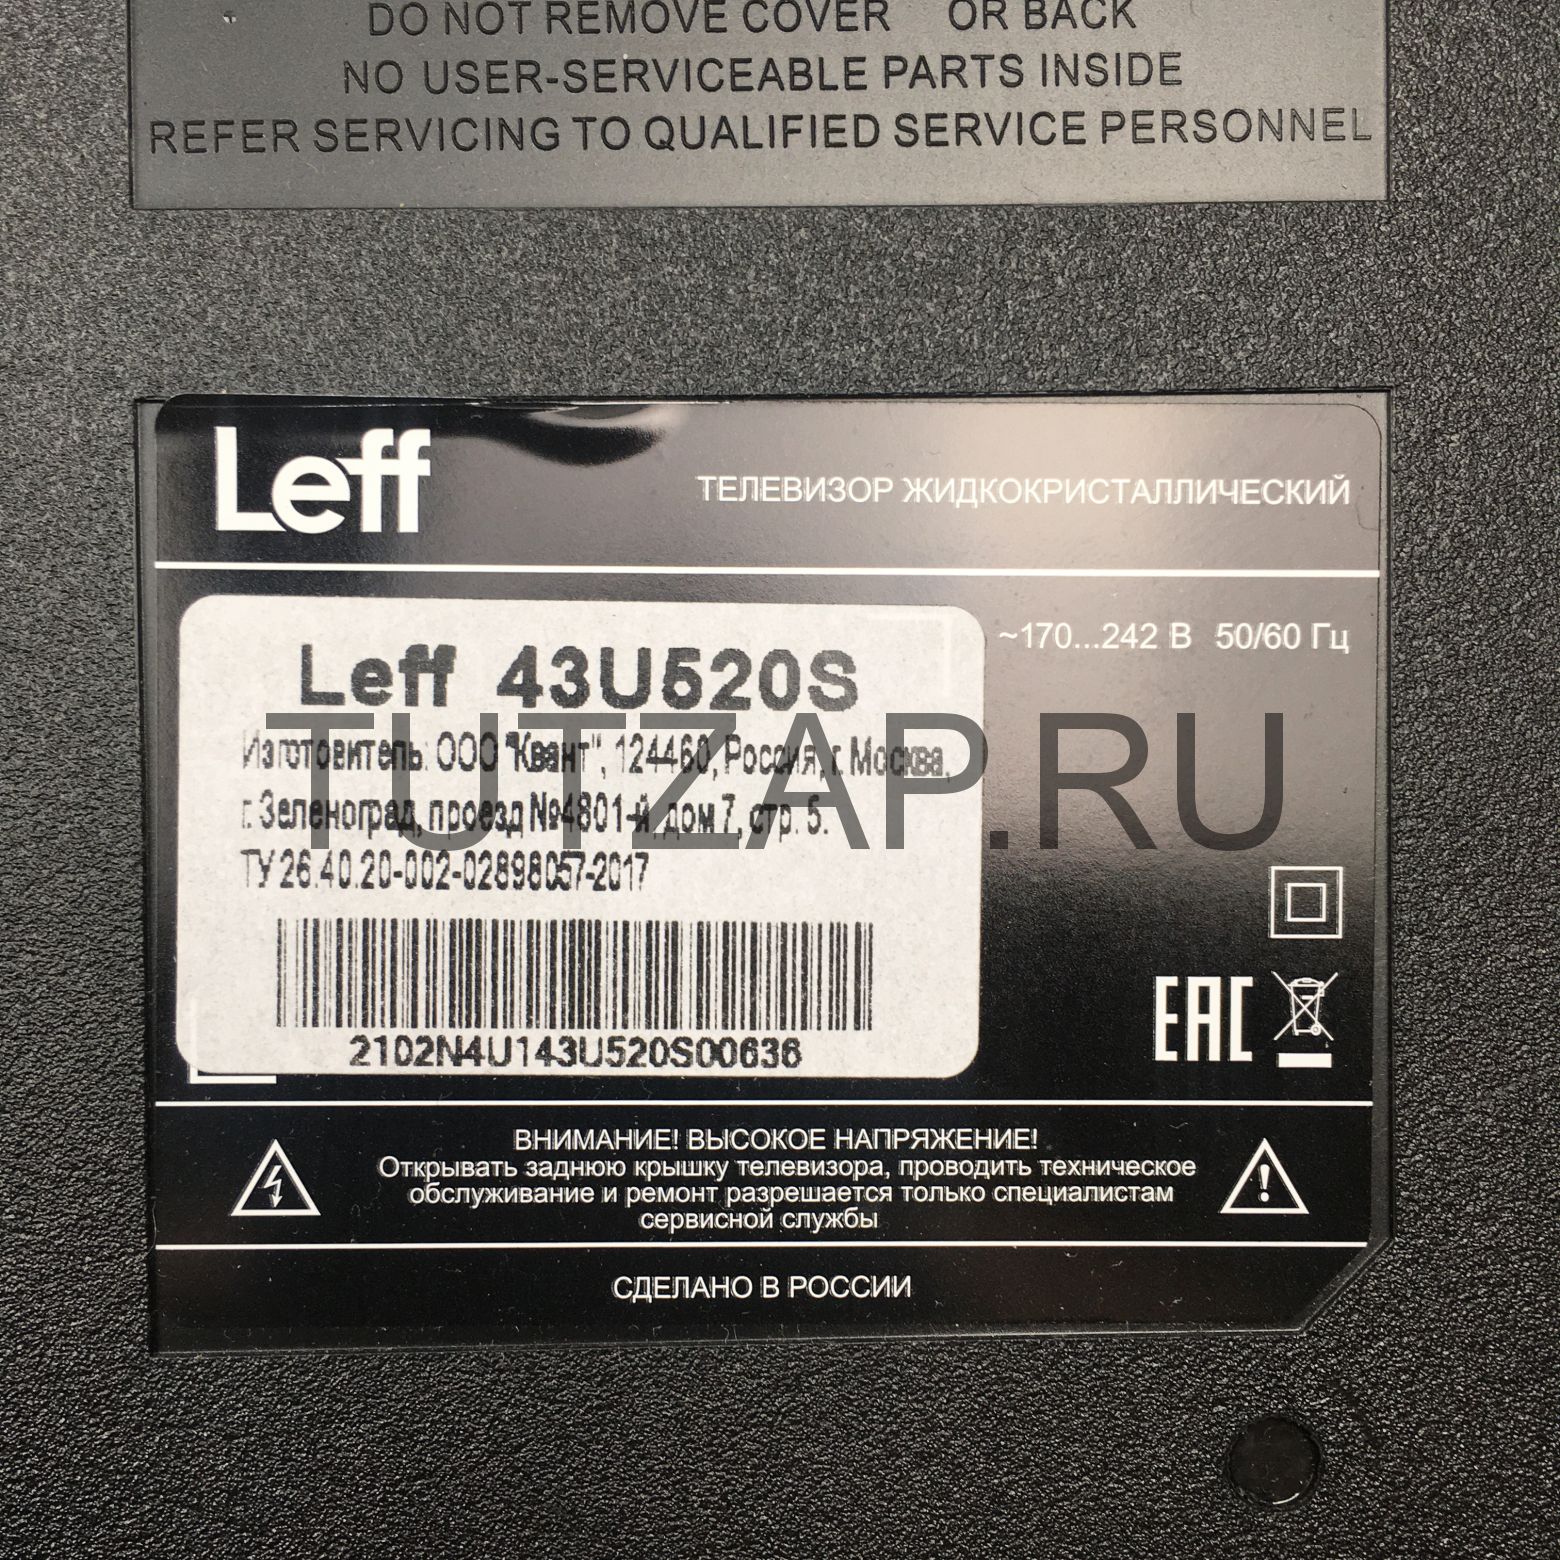 DO NOT REMOVE COVER OR BACK
NO USER-SERVICEABLE PARTS INSIDE
REFER SERVICING TO QUALIFIED SERVICE PERSONNEL
Leff
ТЕЛЕВИЗОР ЖИДКОКРИСТАЛЛИЧЕСКИЙ
~170...242 В 50/60 Гц
Leff 43U520S
Изготовитель: ООО "Квант", 124460, Россия, г. Москва,
г. Зеленоград, проезд №4801-й, дом 7, стр. 5.
ТУ 26.40.20-002-02898057-2017
TUTZAP.RU
2102N4U143U520S00636
EAC
ВНИМАНИЕ! ВЫСОКОЕ НАПРЯЖЕНИЕ!
Открывать заднюю крышку телевизора, проводить техническое
обслуживание и ремонт разрешается только специалистам
сервисной службы
СДЕЛАНО В РОССИИ